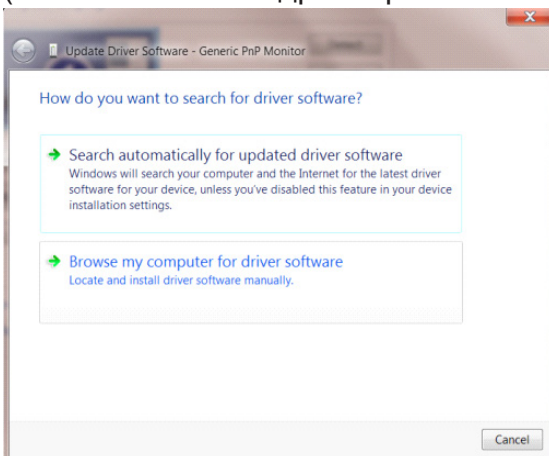 Update Driver Software - Generic PnP Monitor
How do you want to search for driver software?
Search automatically for updated driver software
Windows will search your computer and the Internet for the latest driver
software for your device, unless you've disabled this feature in your device
installation settings.
Browse my computer for driver software
Locate and install driver software manually.
Cancel